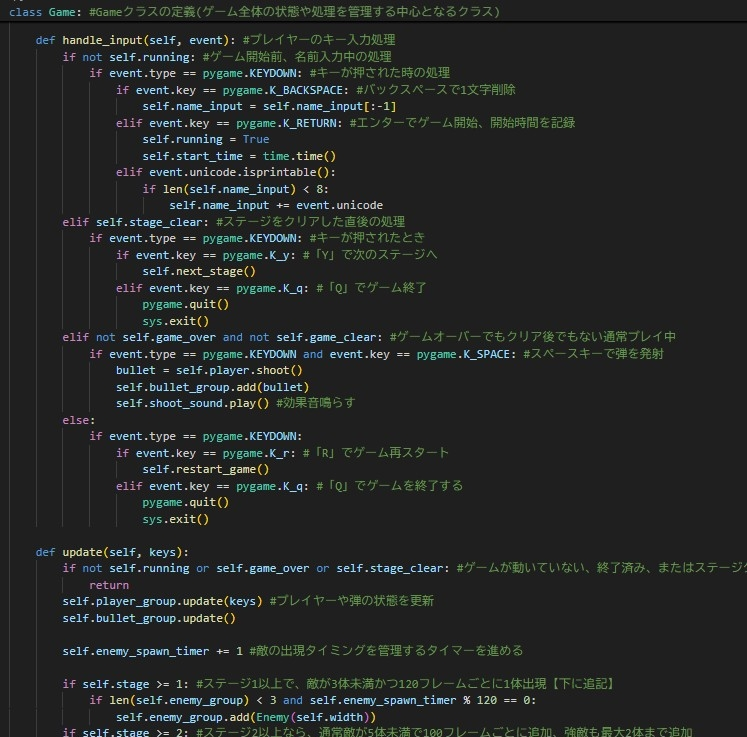 class Game: #Gameクラスの定義(ゲーム全体の状態や処理を管理する中心となるクラス)
def handle_input(self, event): #プレイヤーのキー入力処理
if not self.running: #ゲーム開始前、名前入力中の処理
if event.type == pygame.KEYDOWN: #キーが押された時の処理
if event.key == pygame.K_BACKSPACE: #バックスペースで1文字削除
self.name_input = self.name_input[:-1]
elif event.key == pygame.K_RETURN: #エンターでゲーム開始、開始時間を記録
self.running = True
self.start_time = time.time()
elif event.unicode.isprintable():
if len(self.name_input) < 8:
self.name_input += event.unicode
elif self.stage_clear: #ステージをクリアした直後の処理
if event.type == pygame.KEYDOWN: #キーが押されたとき
if event.key == pygame.K_y: #「Y」で次のステージへ
self.next_stage()
elif event.key == pygame.K_q: #「Q」でゲーム終了
pygame.quit()
sys.exit()
elif not self.game_over and not self.game_clear: #ゲームオーバーでもクリア後でもない通常プレイ中
if event.type == pygame.KEYDOWN and event.key == pygame.K_SPACE: #スペースキーで弾を発射
bullet = self.player.shoot()
self.bullet_group.add(bullet)
self.shoot_sound.play() #効果音鳴らす
else:
if event.type == pygame.KEYDOWN:
if event.key == pygame.K_r: #「R」でゲーム再スタート
self.restart_game()
elif event.key == pygame.K_q: #「Q」でゲームを終了する
pygame.quit()
sys.exit()
def update(self, keys):
if not self.running or self.game_over or self.stage_clear: #ゲームが動いていない、終了済み、またはステージ
return
self.player_group.update(keys) #プレイヤーや弾の状態を更新
self.bullet_group.update()
self.enemy_spawn_timer += 1 #敵の出現タイミングを管理するタイマーを進める
if self.stage >= 1: #ステージ1以上で、敵が3体未満かつ120フレームごとに1体出現【下に追記】
if len(self.enemy_group) < 3 and self.enemy_spawn_timer % 120 == 0:
self.enemy_group.add(Enemy(self.width))
if self.stage >= 2: #ステージ2以上なら、通常敵が5体未満で100フレームごとに追加、強敵も最大2体まで追加